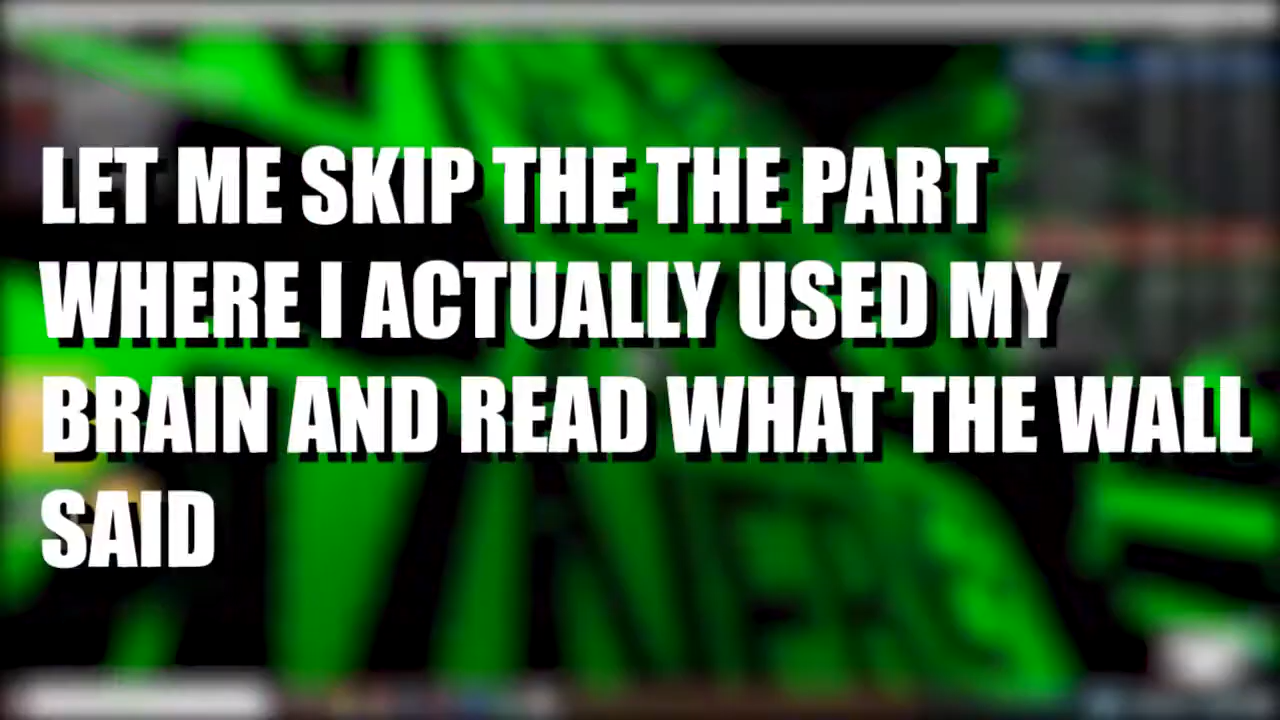 LET ME SKIP THE THE PART
WHERE I ACTUALLY USED MY
BRAIN AND READ WHAT THE WALL
SAID